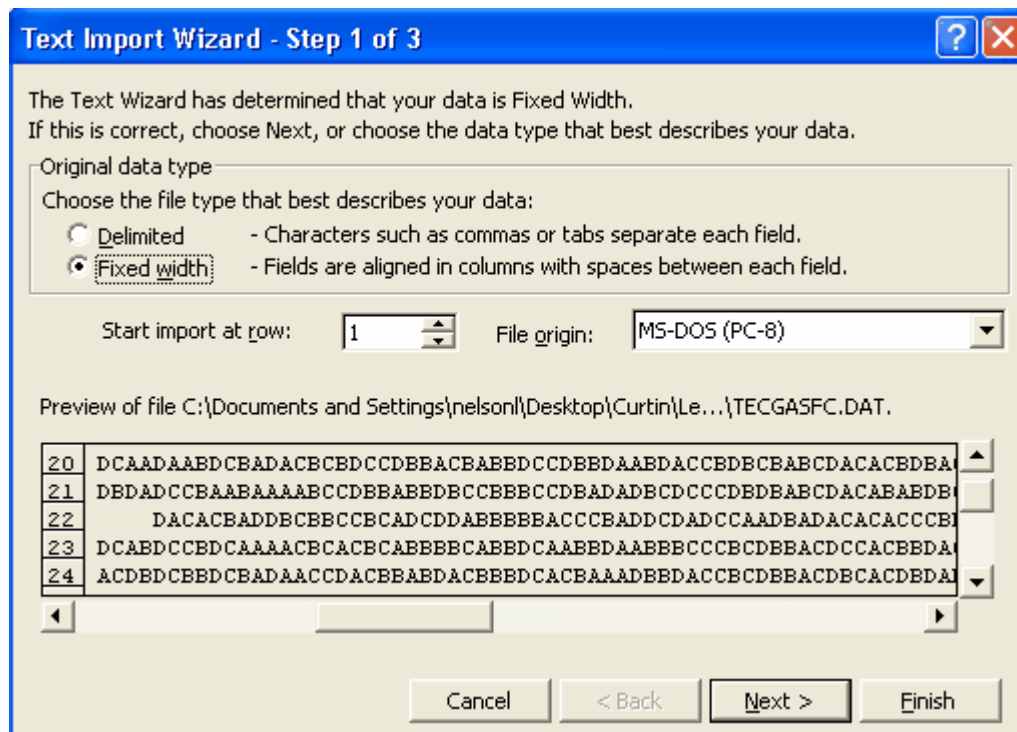 Text Import Wizard - Step 1 of 3
The Text Wizard has determined that your data is Fixed Width.
If this is correct, choose Next, or choose the data type that best describes your data.
Original data type
Choose the file type that best describes your data:
Delimited - Characters such as commas or tabs separate each field.
Fixed width - Fields are aligned in columns with spaces between each field.
Start import at row: 1 File origin: MS-DOS (PC-8)
Preview of file C:\Documents and Settings\nelsonl\Desktop\Curtin\Le...\TECGASFC.DAT.
20 DCAADAABDCBADACBCBDCCDBBACBABBDCCDBBDAABDACCBDBCBABCDACACBDBA
21 DBDADCCBAABAAAABCCDBBABBDBCCBBCCDBADADBCDCCCDBDBABCDACABABDB
22 DACACBADDBCBBCCBCADCDDABBBBBACCCBADDCDADCCAADBADACACACCCB
23 DCABDCCBDCAAAACBCACBCABBBBCABBDCAABBDAABBBCCCBCDBBACDCCACBBDA
24 ACDBDCBBDCBADAACCDACBBABDACBBBDCACBAAADBBDACCBCDBBACDBCACDBDA
Cancel < Back Next > Finish